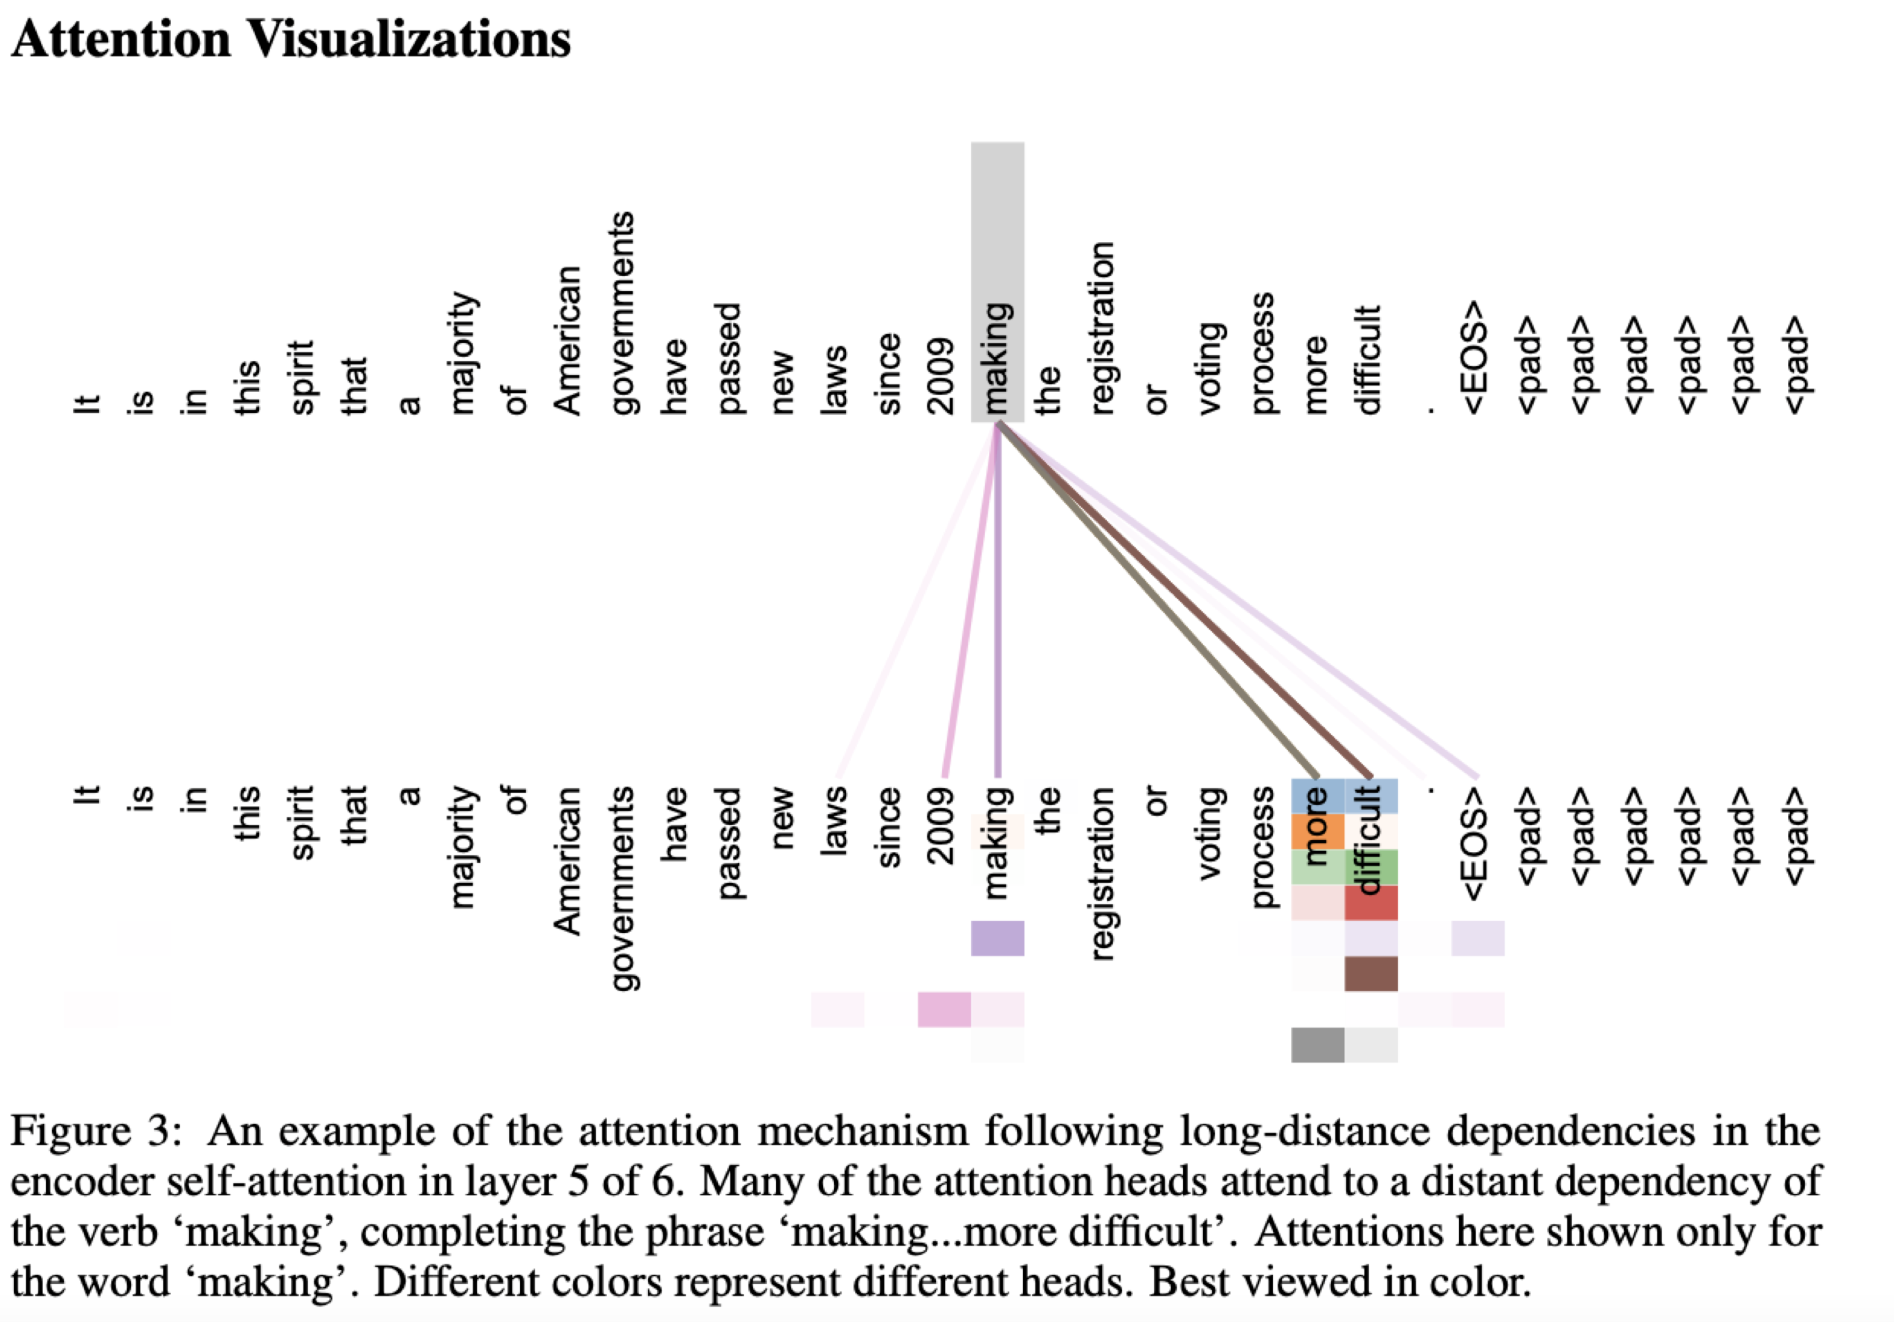 Attention Visualizations
It is in this spirit that a majority of American governments have passed new laws since 2009 making the registration or voting process more difficult . <EOS> <pad> <pad> <pad> <pad> <pad> <pad>
It is in this spirit that a majority of American governments have passed new laws since 2009 making the registration or voting process more difficult . <EOS> <pad> <pad> <pad> <pad> <pad> <pad>
Figure 3: An example of the attention mechanism following long-distance dependencies in the
encoder self-attention in layer 5 of 6. Many of the attention heads attend to a distant dependency of
the verb ‘making’, completing the phrase ‘making...more difficult’. Attentions here shown only for
the word ‘making’. Different colors represent different heads. Best viewed in color.